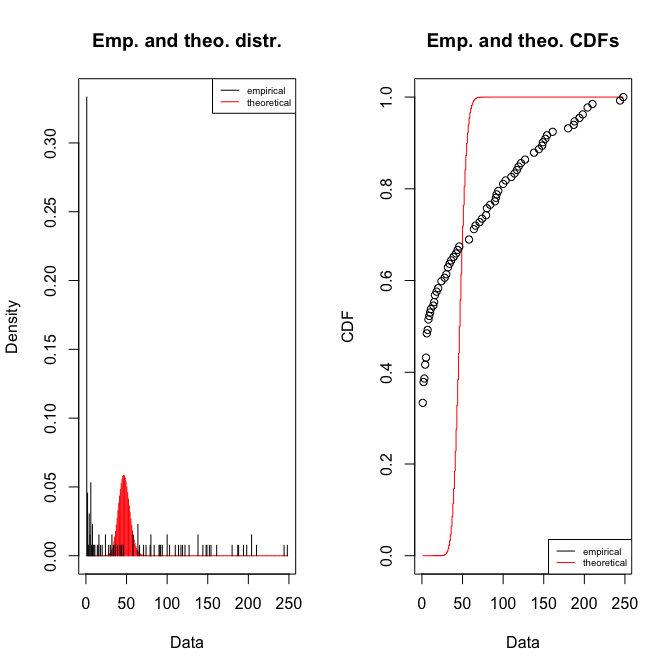 Emp. and theo. distr.
empirical
theoretical
Density
0.00
0.05
0.10
0.15
0.20
0.25
0.30
0
50
100
150
200
250
Data
Emp. and theo. CDFs
CDF
0.0
0.2
0.4
0.6
0.8
1.0
empirical
theoretical
0
50
100
150
200
250
Data